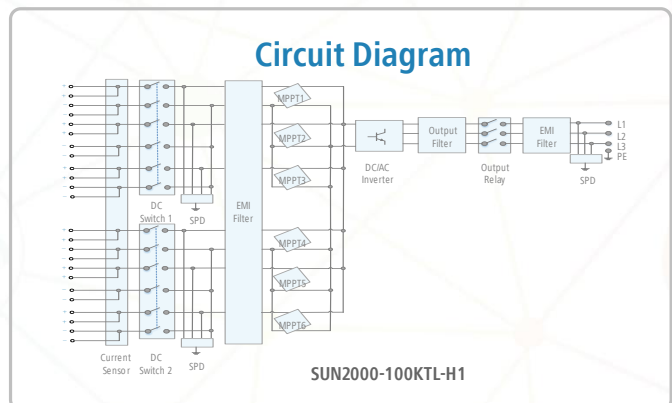 Circuit Diagram
MPPT1
MPPT2
MPPT3
DC
Switch 1
SPD
EMI
Filter
MPPT4
MPPT5
MPPT6
Current
Sensor
DC
Switch 2
SPD
DC/AC
Inverter
Output
Filter
Output
Relay
EMI
Filter
L1
L2
L3
PE
SPD
SUN2000-100KTL-H1